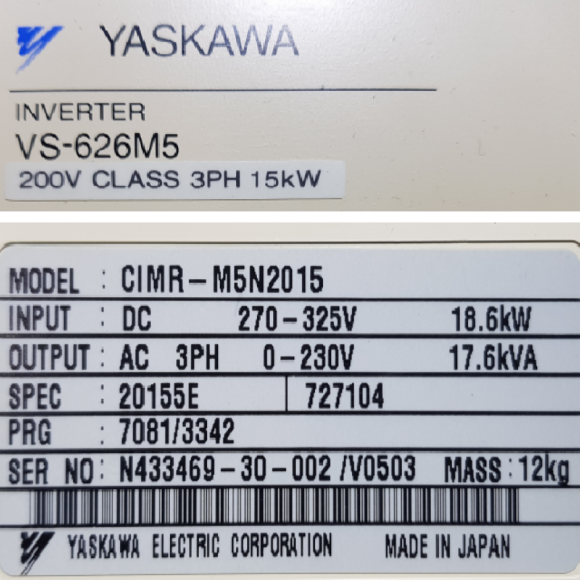 YASKAWA
INVERTER
VS-626M5
200V CLASS 3PH 15kW
MODEL : CIMR-M5N2015
INPUT : DC 270-325V 18.6kW
OUTPUT : AC 3PH 0-230V 17.6kVA
SPEC : 20155E 727104
PRG : 7081/3342
SER NO: N433469-30-002 /V0503 MASS: 12kg
YASKAWA ELECTRIC CORPORATION MADE IN JAPAN